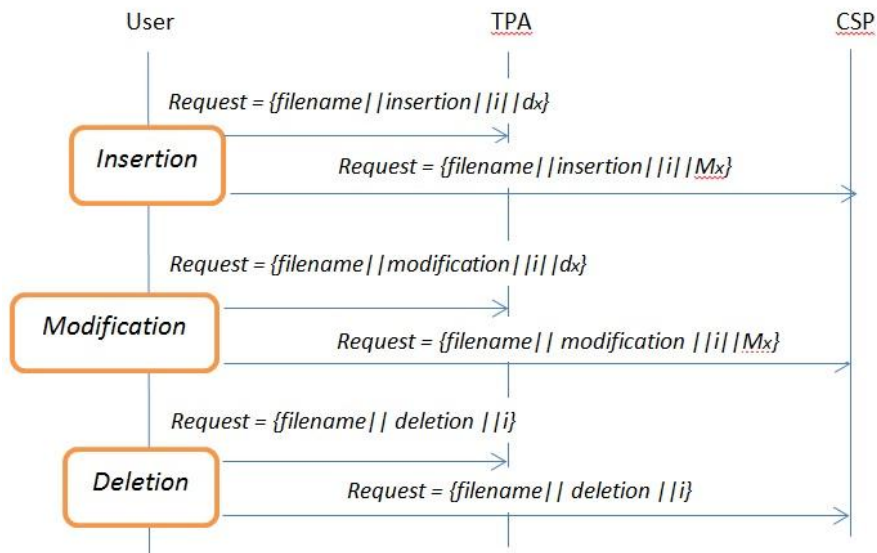 User TPA CSP
Request = {filename||insertion||i||dx}
Insertion
Request = {filename||insertion||i||Mx}
Request = {filename||modification||i||dx}
Modification
Request = {filename|| modification ||i||Mx}
Request = {filename|| deletion ||i}
Deletion
Request = {filename|| deletion ||i}